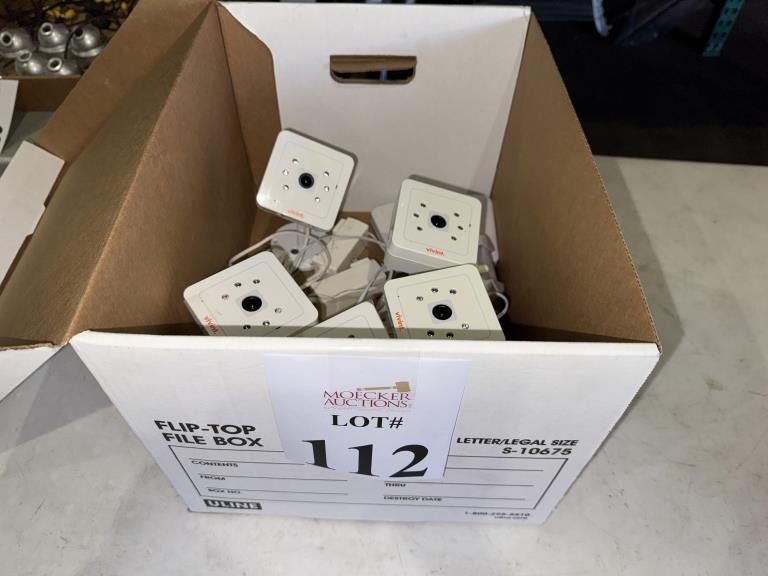 vivint.
vivint.
vivint.
vivint.
MOECKER
AUCTIONS
LOT#
112
FLIP-TOP
FILE BOX
LETTER/LEGAL SIZE
S-10675
CONTENTS
FROM
THRU
BOX NO.
DESTROY DATE
ULINE